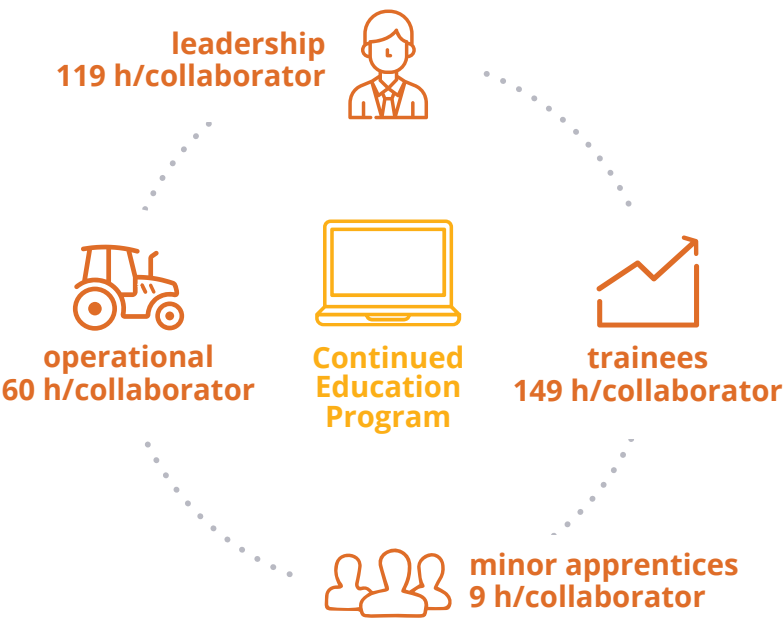 leadership
119 h/collaborator
operational
60 h/collaborator
Continued
Education
Program
trainees
149 h/collaborator
minor apprentices
9 h/collaborator